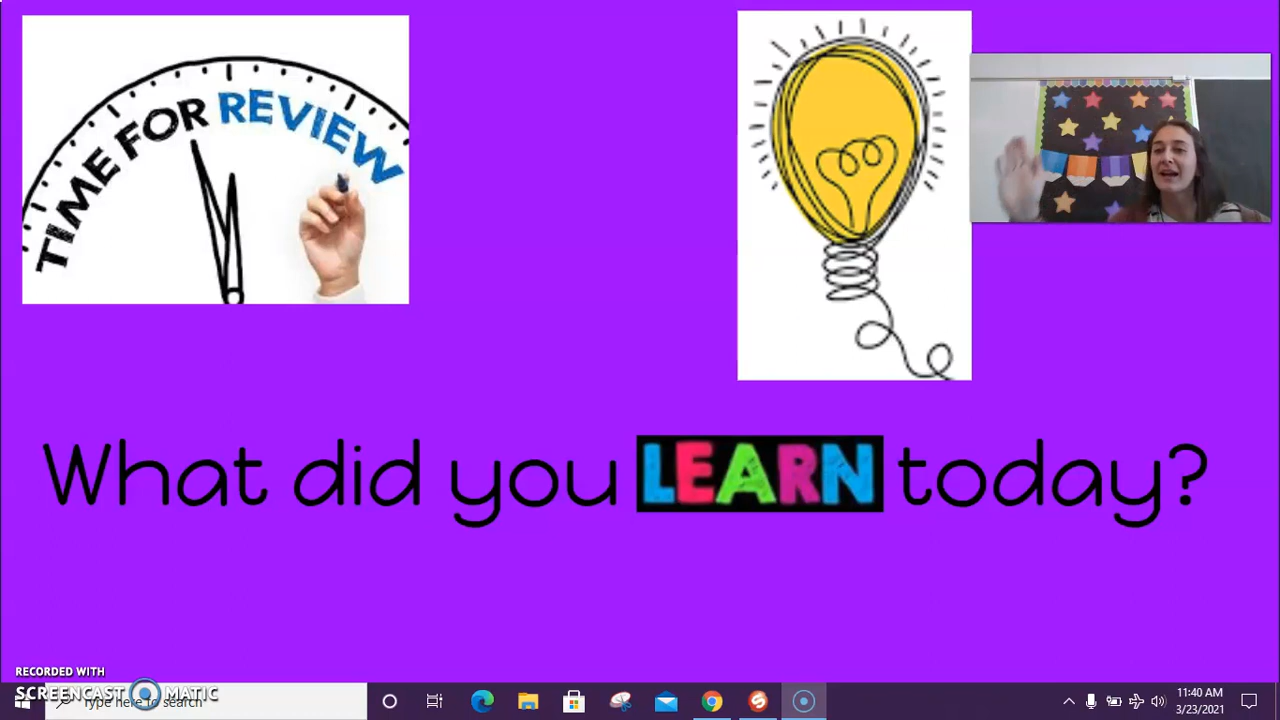 TIME FOR REVIEW
What did you LEARN today?
RECORDED WITH
SCREENCAST MATIC
Type here to search
11:40 AM
3/23/2021